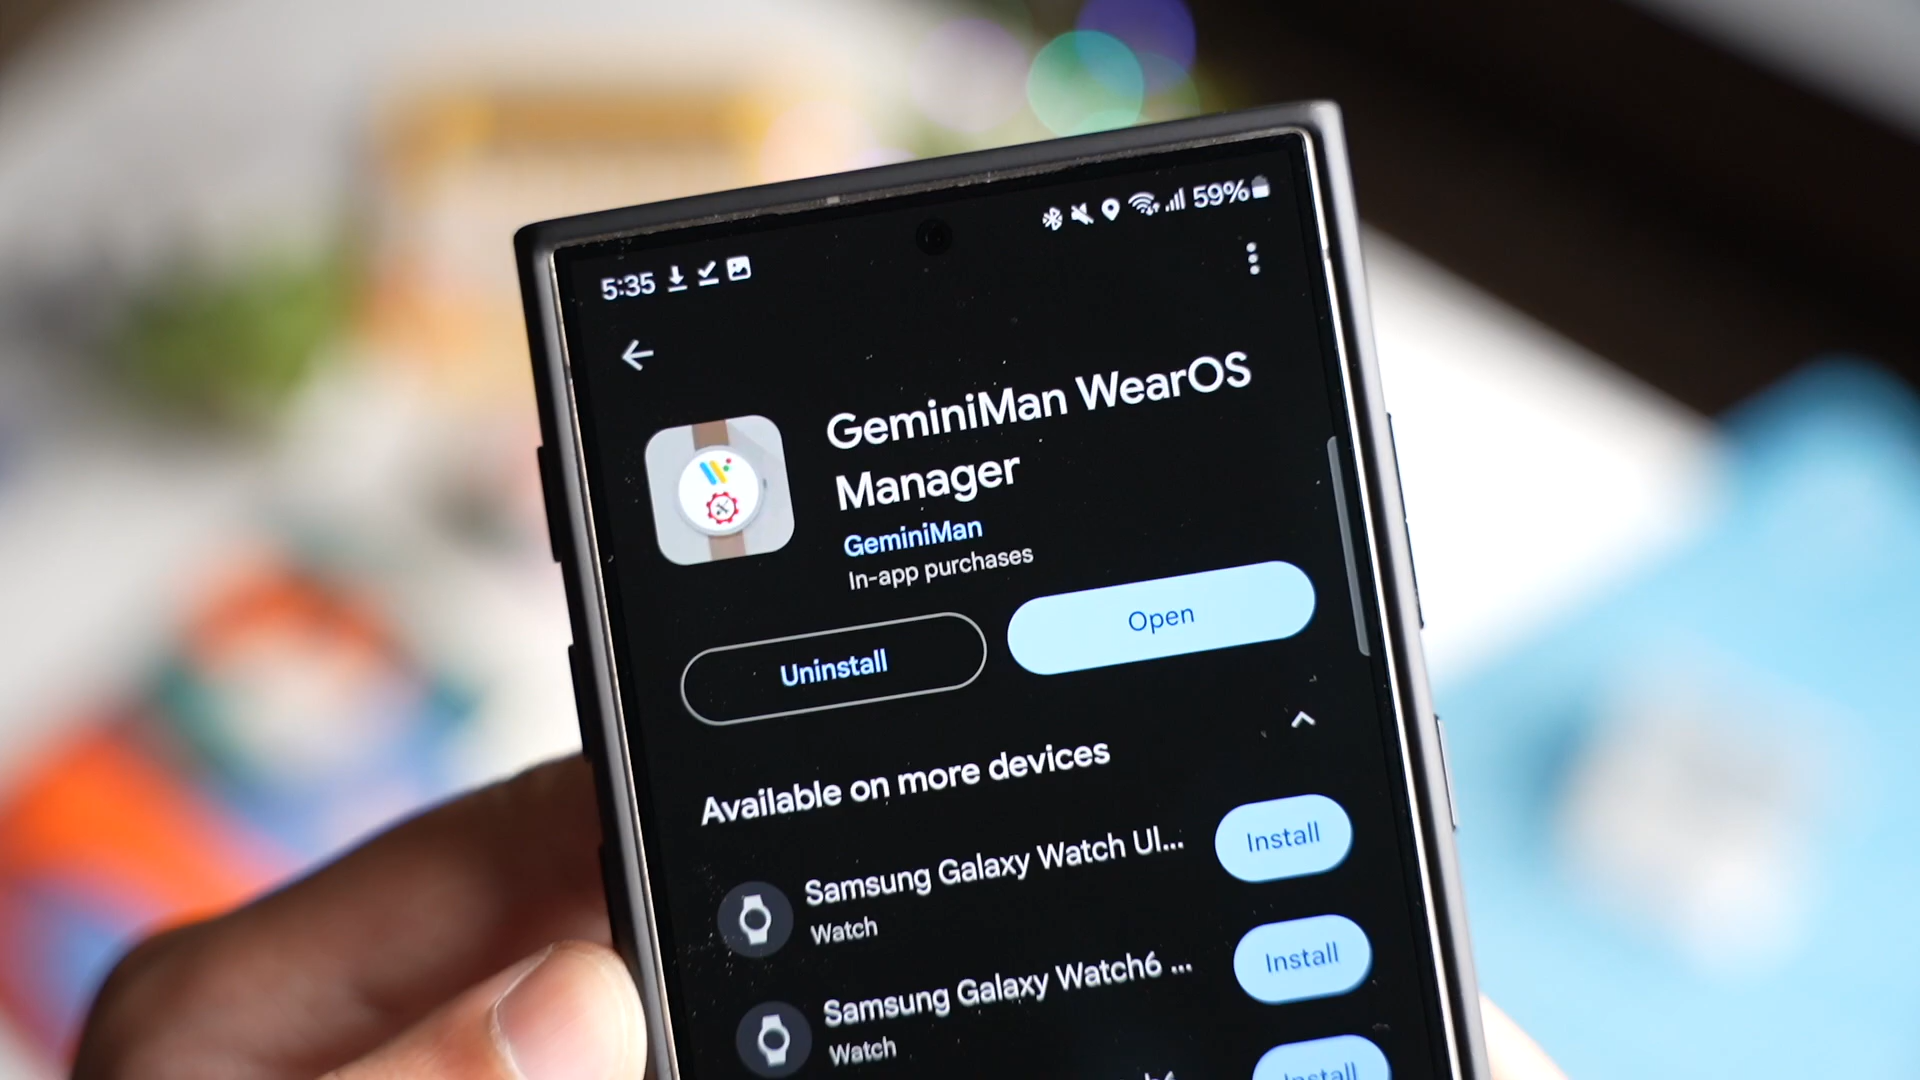 5:35
59%
GeminiMan WearOS
Manager
GeminiMan
In-app purchases
Uninstall
Open
Available on more devices
Samsung Galaxy Watch Ul...
Watch
Install
Samsung Galaxy Watch6 ...
Watch
Install
Install